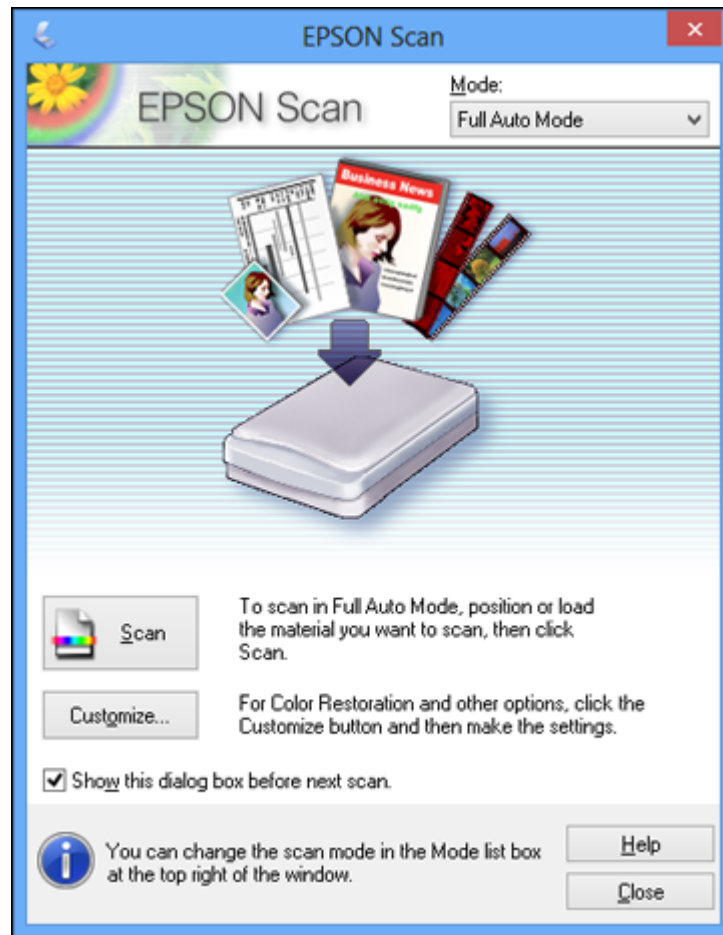 EPSON Scan
EPSON Scan
Mode:
Full Auto Mode
Business News
Scan
To scan in Full Auto Mode, position or load
the material you want to scan, then click
Scan.
Customize...
For Color Restoration and other options, click the
Customize button and then make the settings.
Show this dialog box before next scan.
You can change the scan mode in the Mode list box
at the top right of the window.
Help
Close